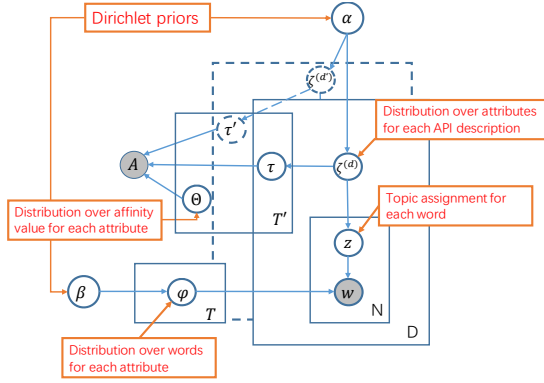 Dirichlet priors
α
ζ^(d')
τ'
Distribution over attributes
for each API description
A
τ
ζ^(d)
Θ
Topic assignment for
each word
Distribution over affinity
value for each attribute
T'
z
β
φ
w
T
N
D
Distribution over words
for each attribute